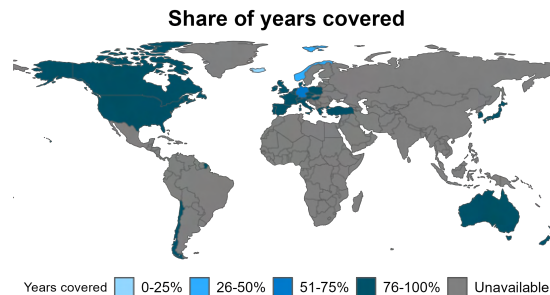 Share of years covered
Years covered 0-25% 26-50% 51-75% 76-100% Unavailable